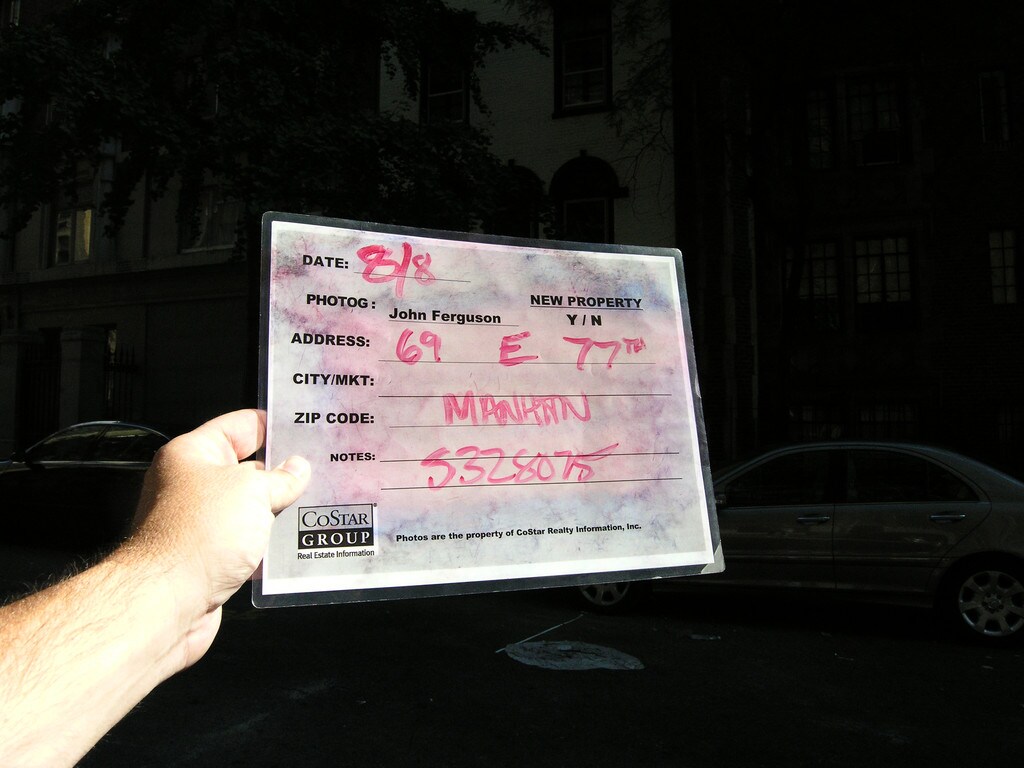 DATE: 8/8
PHOTOG: John Ferguson
NEW PROPERTY
Y / N
ADDRESS: 69 E 77TH
CITY/MKT:
MANHTN
ZIP CODE:
NOTES: 5328075
COSTAR
GROUP
Real Estate Information
Photos are the property of CoStar Realty Information, Inc.